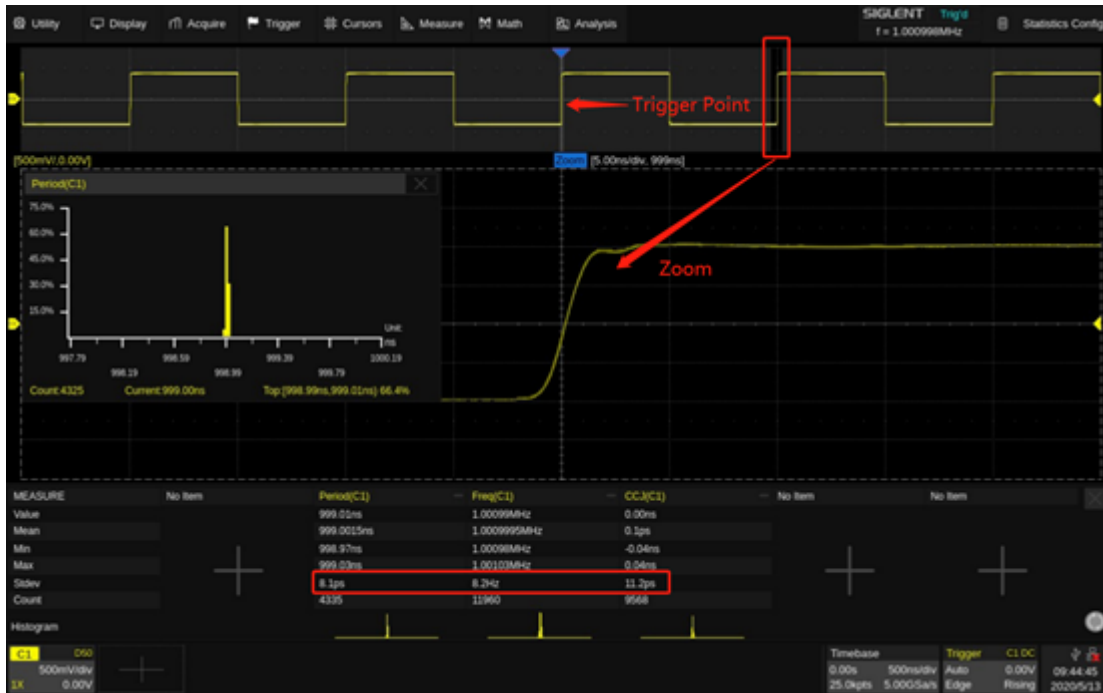 Utility Display Acquire Trigger Cursors Measure Math Analysis SIGLENT Trig'd Statistics Config
f = 1.000998MHz
Trigger Point
[500mV/,0.00V] Zoom [5.00ns/div, 999ns]
Period(C1)
75.0%
60.0%
45.0%
30.0%
15.0%
Zoom
Unit:
ns
997.79 998.59 999.39 1000.19
998.19 998.99 999.79
Count:4325 Current:999.00ns Top:[998.99ns,999.01ns) 66.4%
MEASURE No Item Period(C1) Freq(C1) CCJ(C1) No Item No Item
Value 999.01ns 1.00099MHz 0.00ns
Mean 999.0015ns 1.0009995MHz 0.1ps
Min 998.97ns 1.00098MHz -0.04ns
Max 999.03ns 1.00103MHz 0.04ns
Stdev 8.1ps 8.2Hz 11.2ps
Count 4335 11960 9568
Histogram
C1 D50 Timebase Trigger C1 DC
500mV/div 0.00s 500ns/div Auto 0.00V 09:44:45
1X 0.00V 25.0kpts 5.00GSa/s Edge Rising 2020/5/13